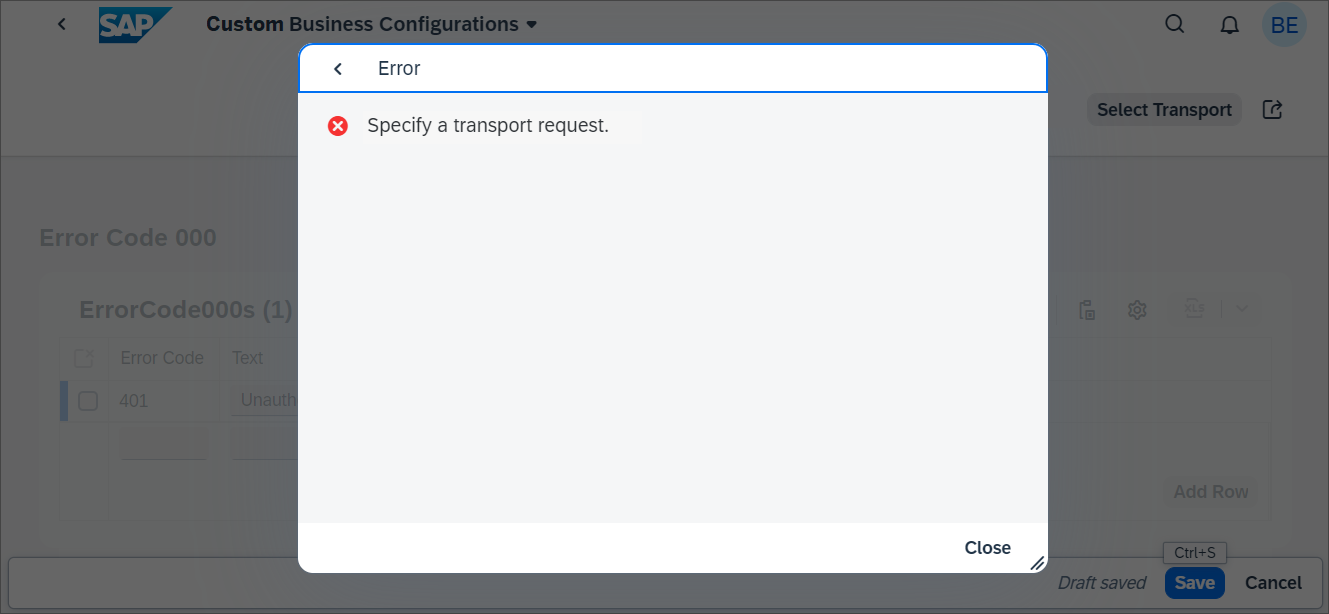 SAP
Custom Business Configurations
BE
Error
Select Transport
Specify a transport request.
Error Code 000
ErrorCode000s (1)
XLS
Error Code Text
401 Unauth
Add Row
Close
Ctrl+S
Draft saved Save Cancel